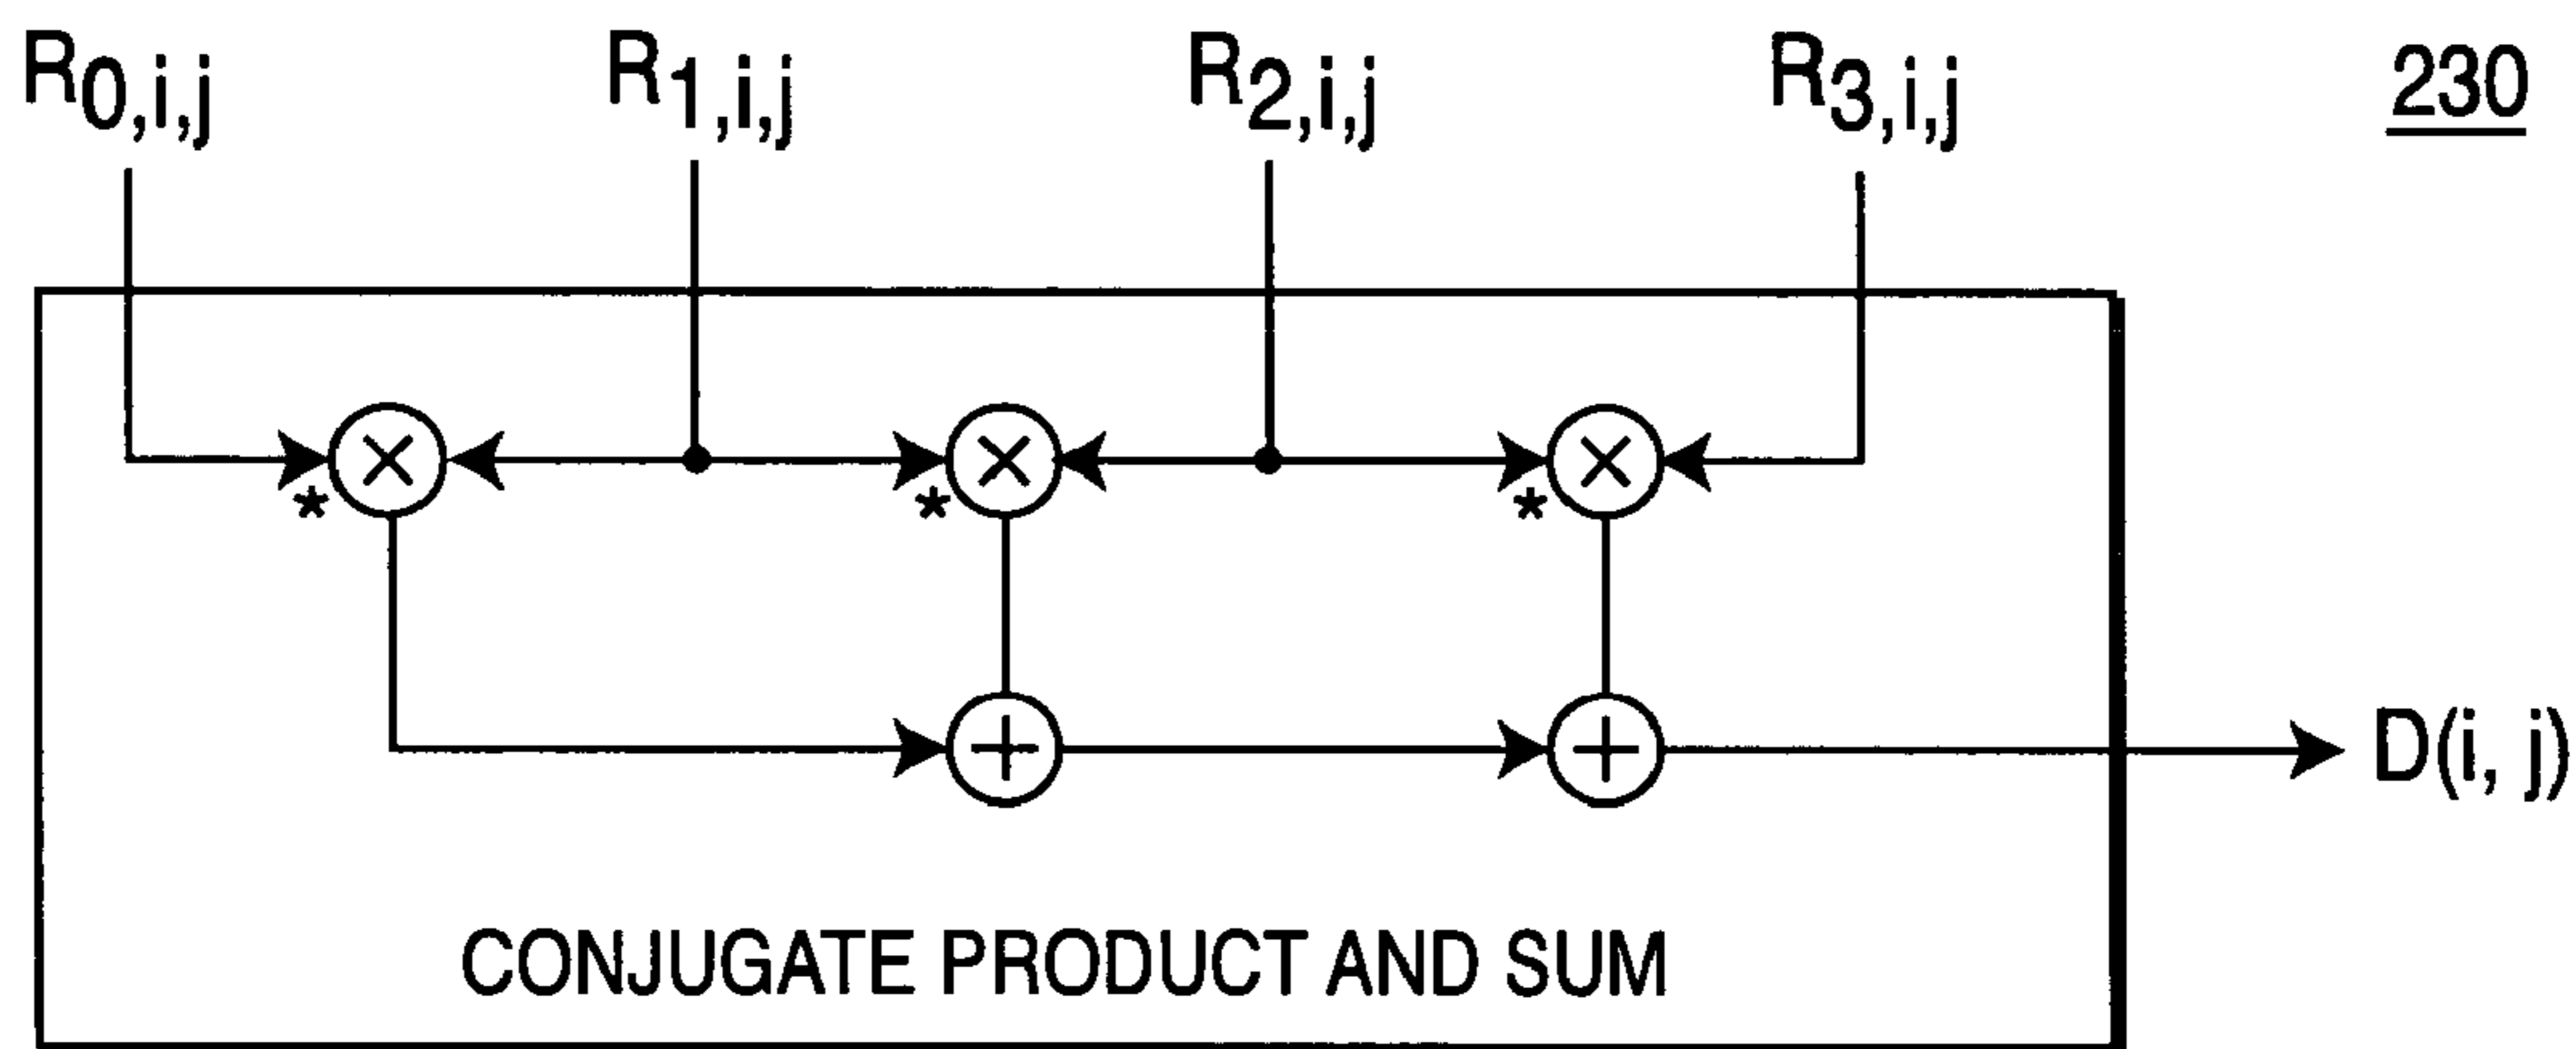 R0,i,j R1,i,j R2,i,j R3,i,j 230
* × * × * ×
+ + D(i, j)
CONJUGATE PRODUCT AND SUM